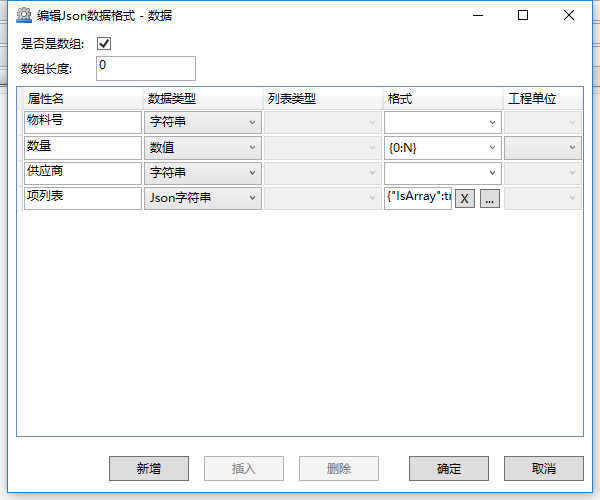 编辑Json数据格式 - 数据
是否是数组:
数组长度: 0
属性名 数据类型 列表类型 格式 工程单位
物料号 字符串
数量 数值 {0:N}
供应商 字符串
项列表 Json字符串 {"IsArray":tr X ...
新增 插入 删除 确定 取消